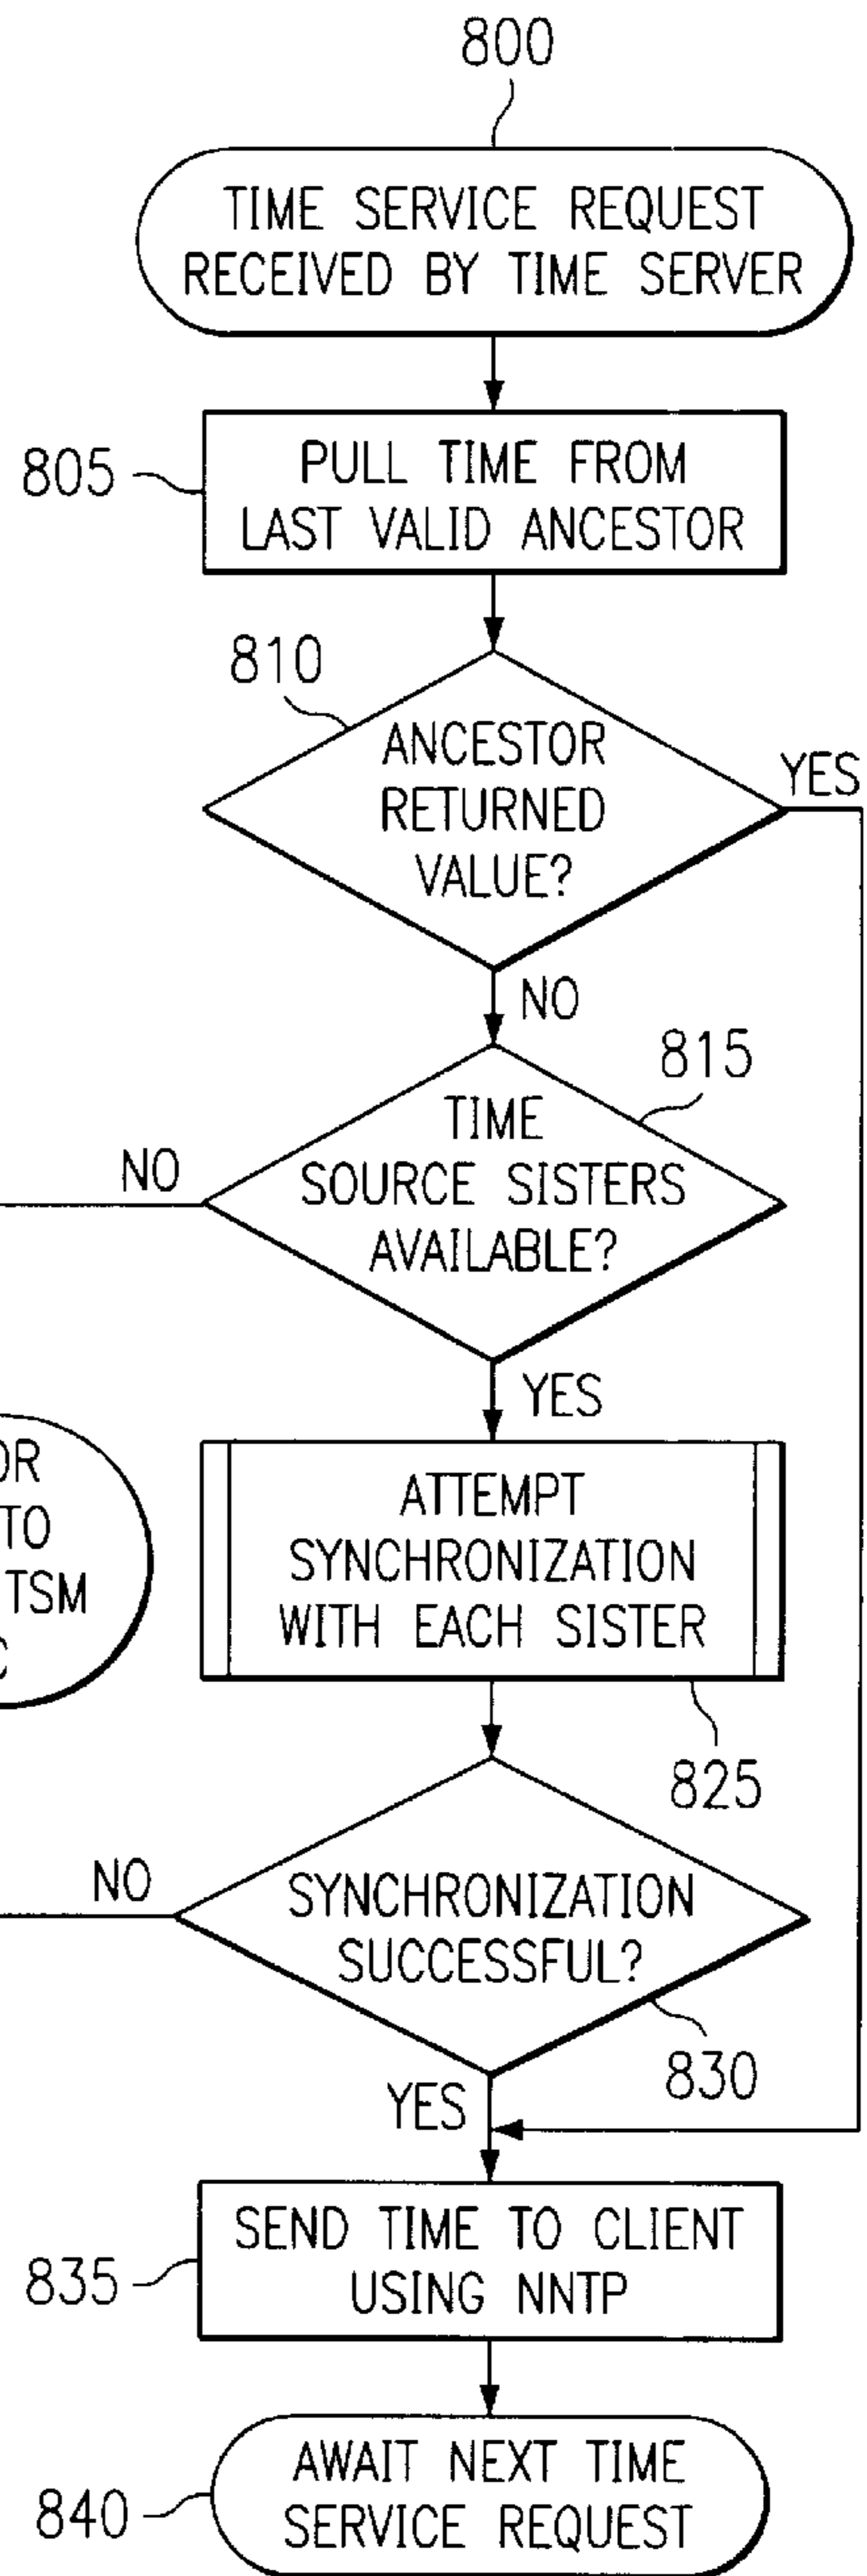 800
TIME SERVICE REQUEST
RECEIVED BY TIME SERVER
805
PULL TIME FROM
LAST VALID ANCESTOR
810
ANCESTOR
RETURNED
VALUE?
YES
NO
815
TIME
SOURCE SISTERS
AVAILABLE?
NO
YES
OR
TO
TSM
ATTEMPT
SYNCHRONIZATION
WITH EACH SISTER
825
NO
SYNCHRONIZATION
SUCCESSFUL?
830
YES
835
SEND TIME TO CLIENT
USING NNTP
840
AWAIT NEXT TIME
SERVICE REQUEST